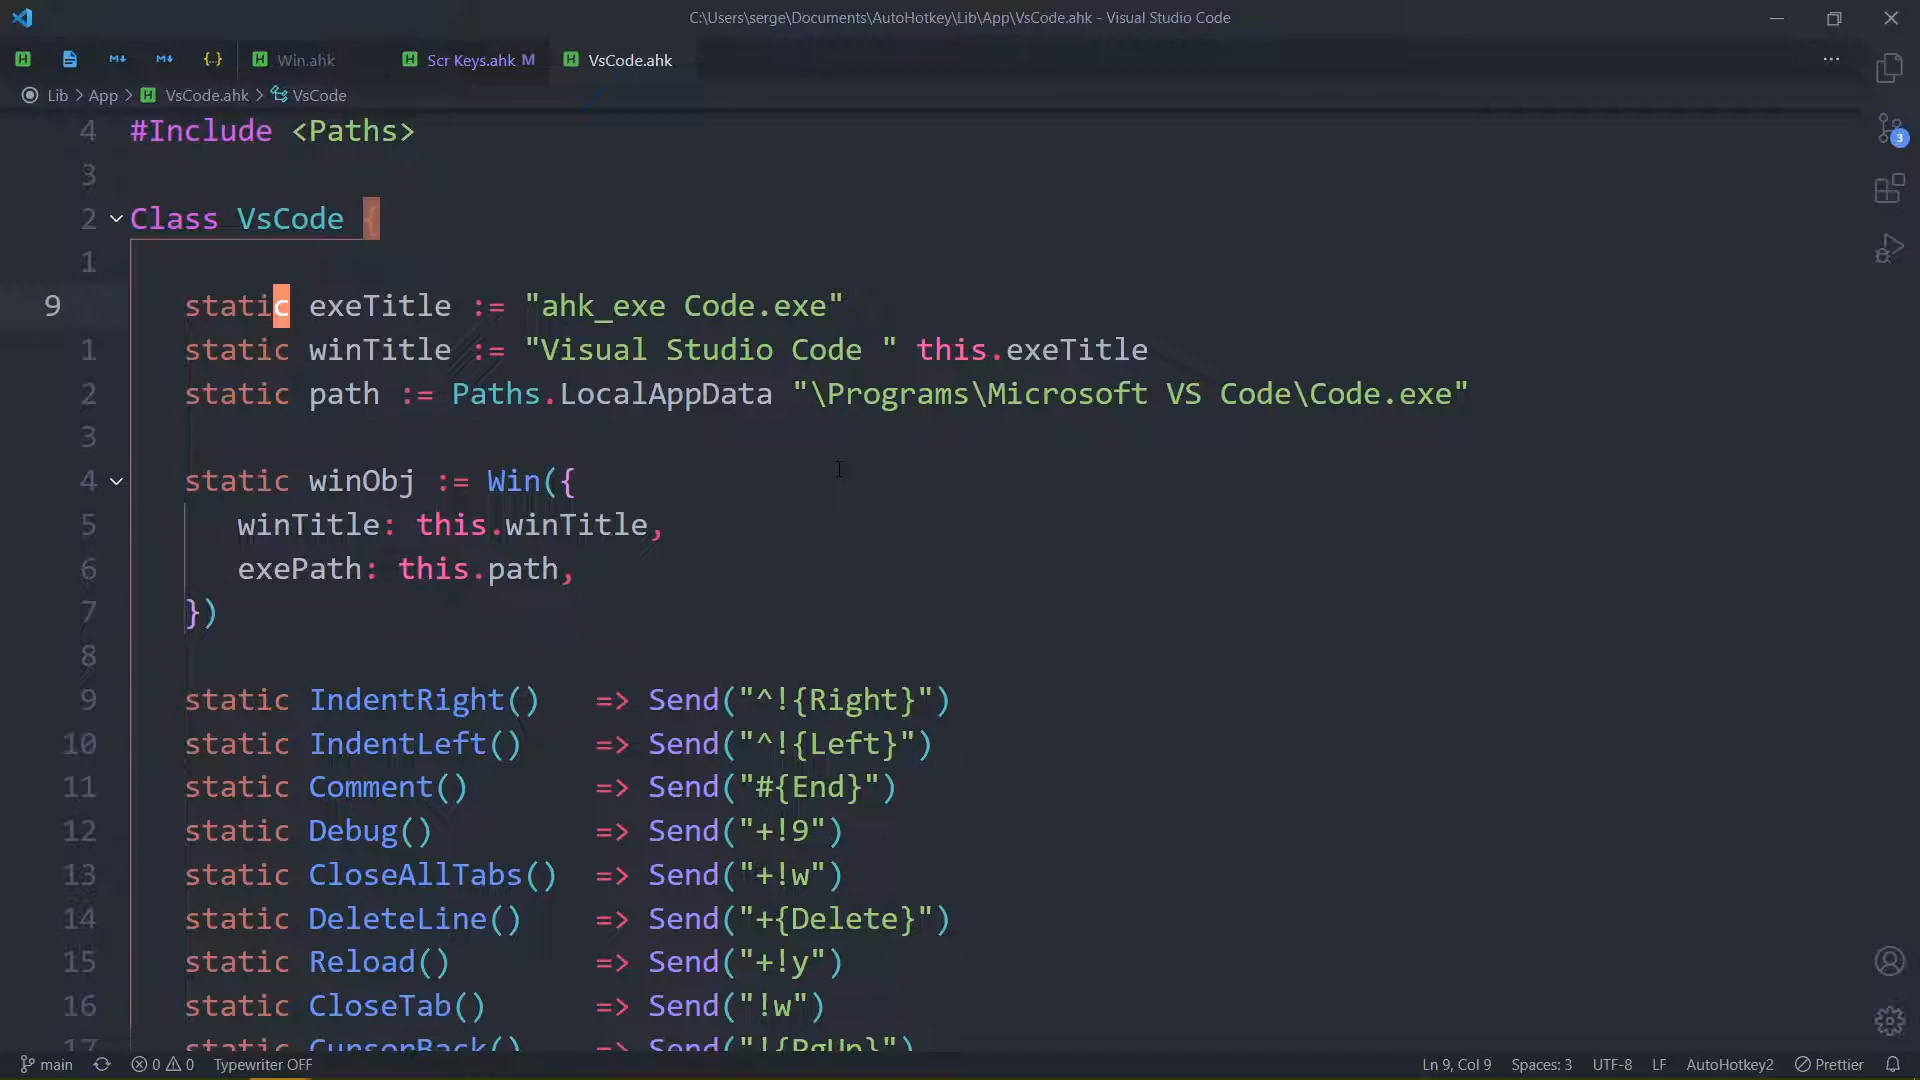 C:\Users\serge\Documents\AutoHotkey\Lib\App\VsCode.ahk - Visual Studio Code
Win.ahk Scr Keys.ahk M VsCode.ahk
Lib > App > VsCode.ahk > VsCode
4 #Include <Paths>
3
2 Class VsCode {
1
9 static exeTitle := "ahk_exe Code.exe"
1 static winTitle := "Visual Studio Code " this.exeTitle
2 static path := Paths.LocalAppData "\Programs\Microsoft VS Code\Code.exe"
3
4 static winObj := Win({
5 winTitle: this.winTitle,
6 exePath: this.path,
7 })
8
9 static IndentRight() => Send("^!{Right}")
10 static IndentLeft() => Send("^!{Left}")
11 static Comment() => Send("#{End}")
12 static Debug() => Send("+!9")
13 static CloseAllTabs() => Send("+!w")
14 static DeleteLine() => Send("+{Delete}")
15 static Reload() => Send("+!y")
16 static CloseTab() => Send("!w")
17 static CursorBack() => Send("!{PgUp}")
3
main 0 0 Typewriter OFF Ln 9, Col 9 Spaces: 3 UTF-8 LF AutoHotkey2 Prettier